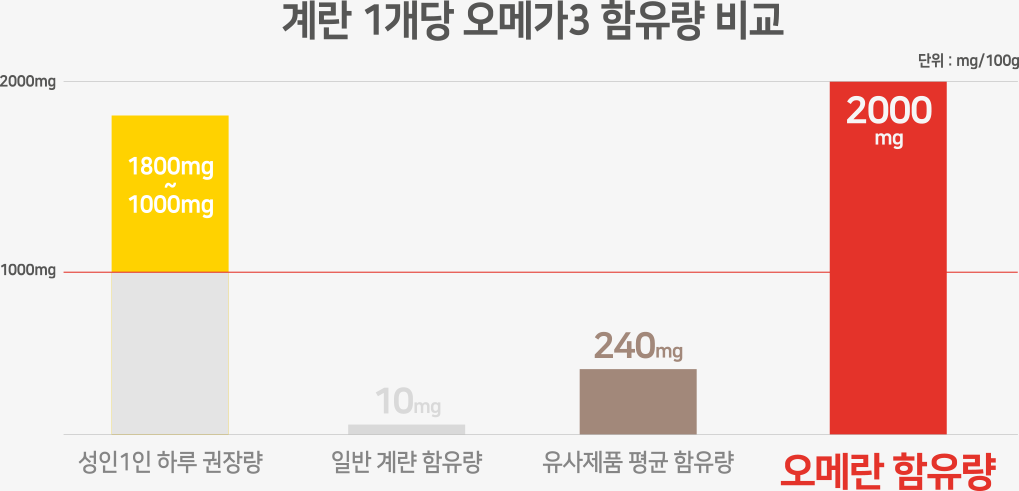 계란 1개당 오메가3 함유량 비교
단위 : mg/100g
2000mg
1800mg
~
1000mg
2000
mg
1000mg
240mg
10mg
성인1인 하루 권장량
일반 계란 함유량
유사제품 평균 함유량
오메란 함유량